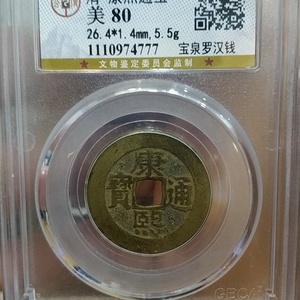 清 康熙通宝
美 80
26.4*1.4mm,5.5g
1110974777
宝泉罗汉钱
文物鉴定委员会监制
康熙通寶
GBCA